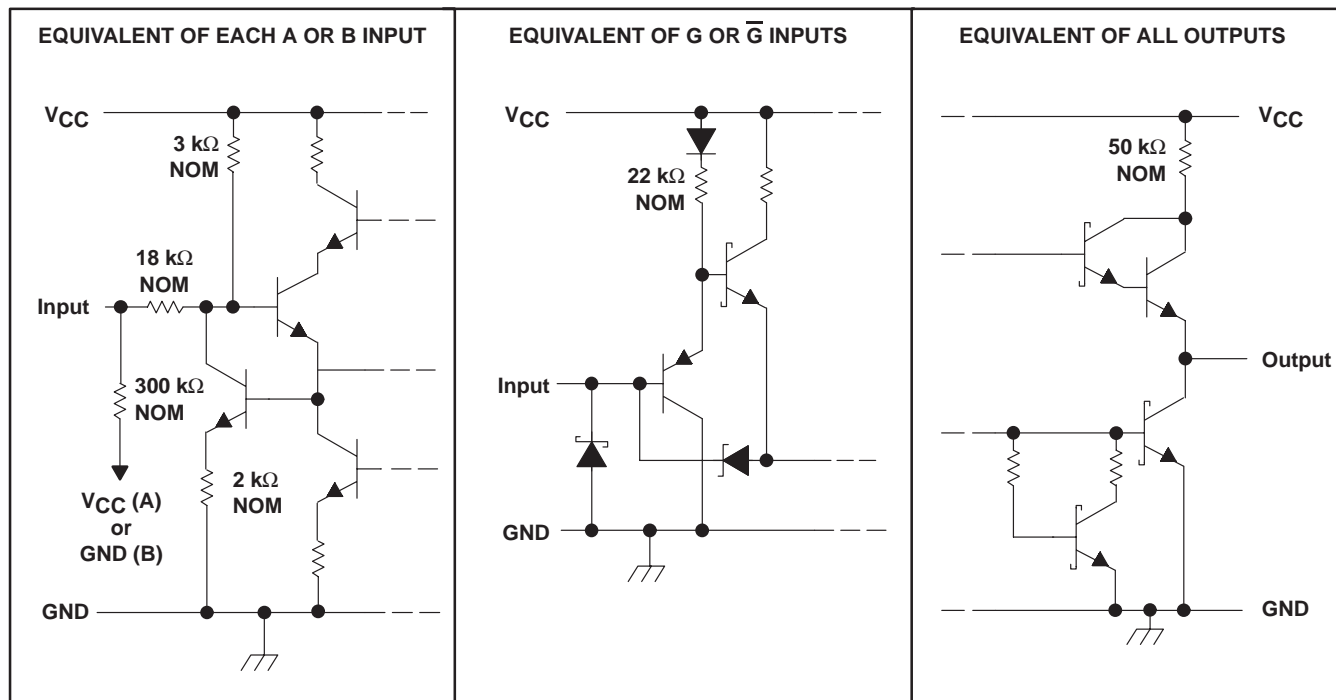 EQUIVALENT OF EACH A OR B INPUT
VCC
3 kΩ
NOM
18 kΩ
NOM
Input
300 kΩ
NOM
VCC (A)
or
GND (B)
2 kΩ
NOM
GND
EQUIVALENT OF G OR G̅ INPUTS
VCC
22 kΩ
NOM
Input
GND
EQUIVALENT OF ALL OUTPUTS
VCC
50 kΩ
NOM
Output
GND